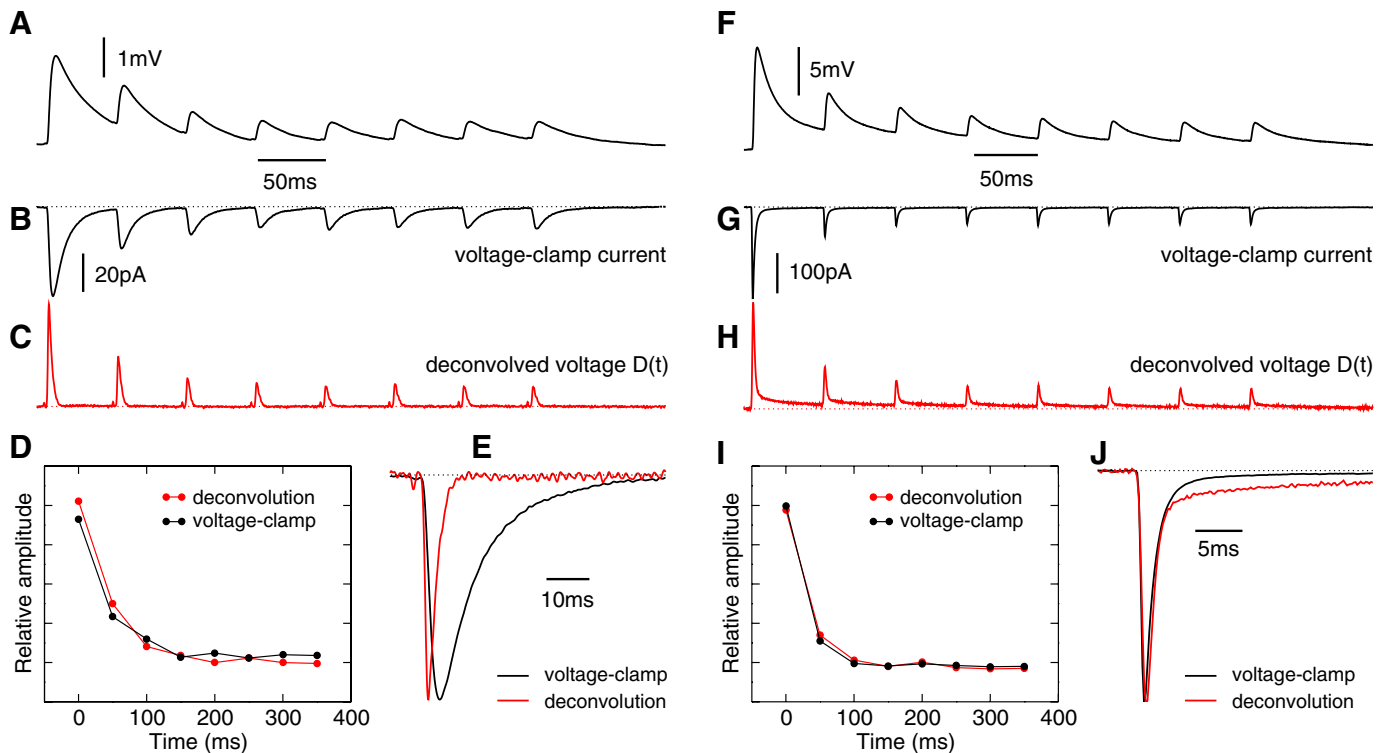 A
1mV
50ms
B
voltage-clamp current
20pA
C
deconvolved voltage D(t)
D
deconvolution
voltage-clamp
Relative amplitude
0 100 200 300 400
Time (ms)
E
10ms
voltage-clamp
deconvolution
F
5mV
50ms
G
voltage-clamp current
100pA
H
deconvolved voltage D(t)
I
deconvolution
voltage-clamp
Relative amplitude
0 100 200 300 400
Time (ms)
J
5ms
voltage-clamp
deconvolution